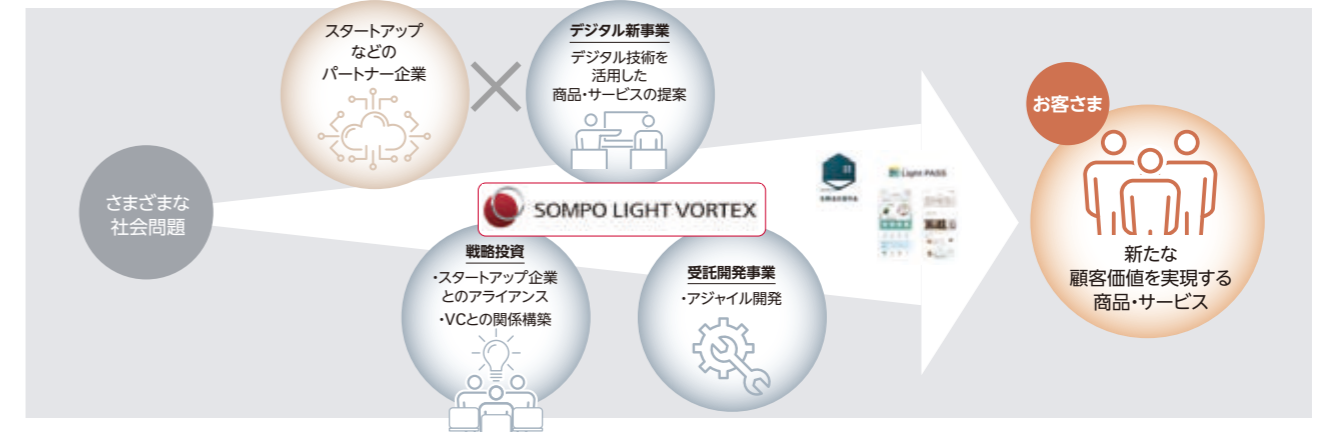 スタートアップ
などの
パートナー企業
デジタル新事業
デジタル技術を
活用した
商品・サービスの提案
お客さま
さまざまな
社会問題
SOMPO LIGHT VORTEX
Light PASS
戦略投資
・スタートアップ企業
とのアライアンス
・VCとの関係構築
受託開発事業
・アジャイル開発
新たな
顧客価値を実現する
商品・サービス